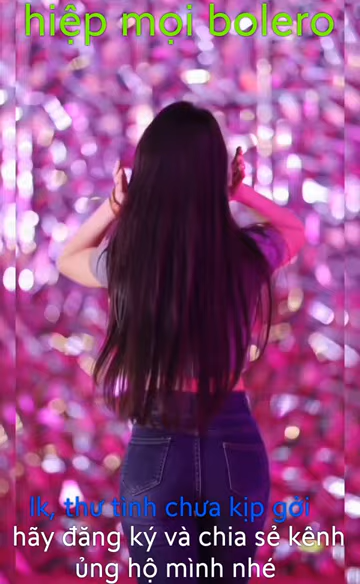 hiệp mọi bolero
lk, thư tình chưa kịp gởi
hãy đăng ký và chia sẻ kênh
ủng hộ mình nhé